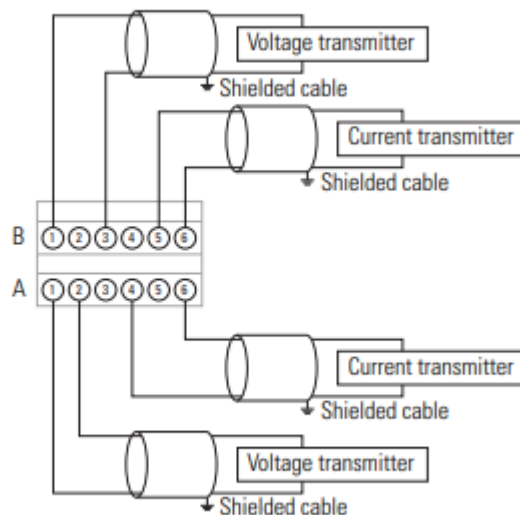 Voltage transmitter
Shielded cable
Current transmitter
Shielded cable
B 1 2 3 4 5 6
A 1 2 3 4 5 6
Current transmitter
Shielded cable
Voltage transmitter
Shielded cable